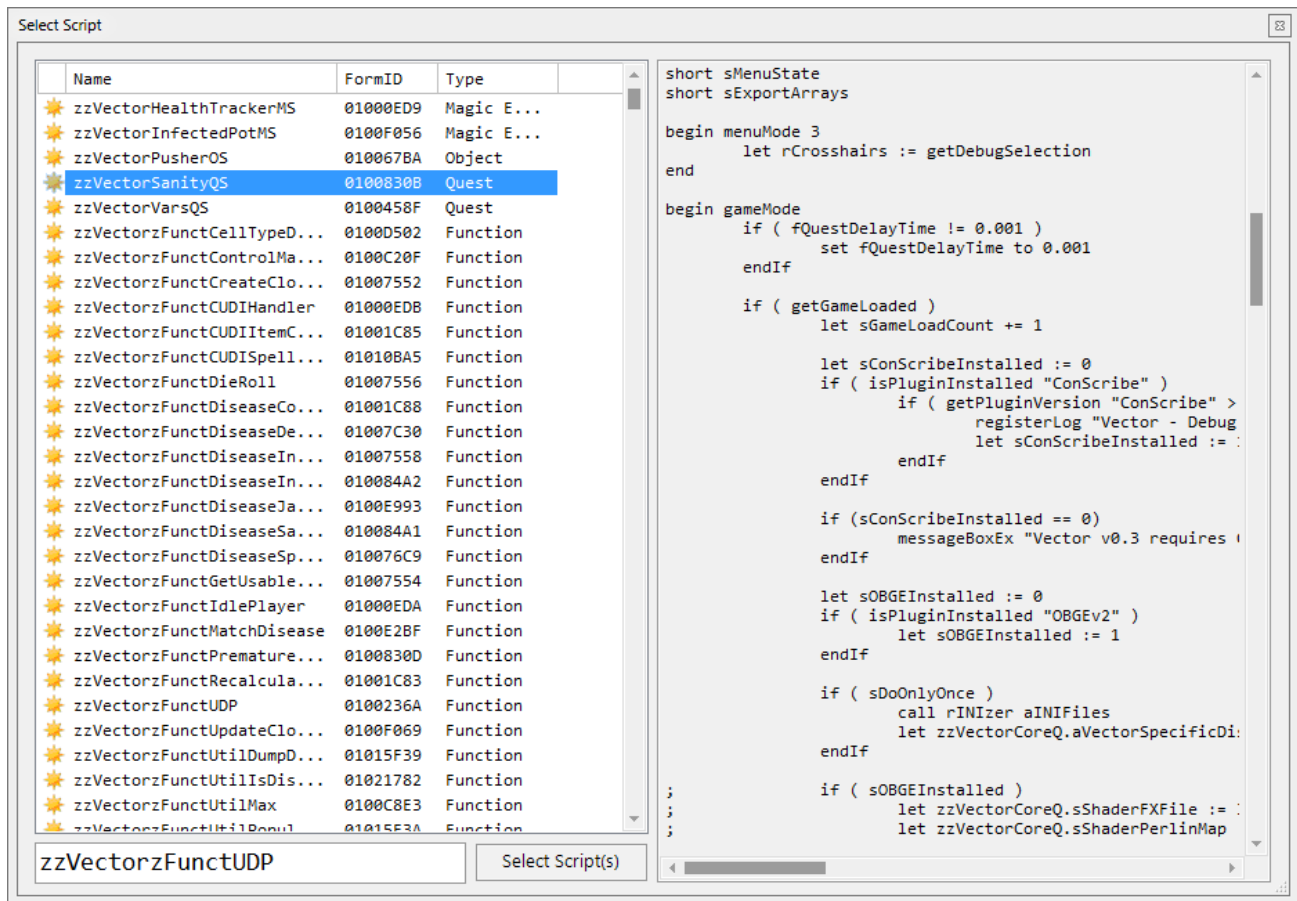 Select Script
Name FormID Type
zzVectorHealthTrackerMS 01000ED9 Magic E...
zzVectorInfectedPotMS 0100F056 Magic E...
zzVectorPusherOS 010067BA Object
zzVectorSanityQS 0100830B Quest
zzVectorVarsQS 0100458F Quest
zzVectorzFunctCellTypeD... 0100D502 Function
zzVectorzFunctControlMa... 0100C20F Function
zzVectorzFunctCreateClo... 01007552 Function
zzVectorzFunctCUDIHandler 01000EDB Function
zzVectorzFunctCUDIItemC... 01001C85 Function
zzVectorzFunctCUDISpell... 01010BA5 Function
zzVectorzFunctDieRoll 01007556 Function
zzVectorzFunctDiseaseCo... 01001C88 Function
zzVectorzFunctDiseaseDe... 01007C30 Function
zzVectorzFunctDiseaseIn... 01007558 Function
zzVectorzFunctDiseaseIn... 010084A2 Function
zzVectorzFunctDiseaseJa... 0100E993 Function
zzVectorzFunctDiseaseSa... 010084A1 Function
zzVectorzFunctDiseaseSp... 010076C9 Function
zzVectorzFunctGetUsable... 01007554 Function
zzVectorzFunctIdlePlayer 01000EDA Function
zzVectorzFunctMatchDisease 0100E2BF Function
zzVectorzFunctPremature... 0100830D Function
zzVectorzFunctRecalcula... 01001C83 Function
zzVectorzFunctUDP 0100236A Function
zzVectorzFunctUpdateClo... 0100F069 Function
zzVectorzFunctUtilDumpD... 01015F39 Function
zzVectorzFunctUtilIsDis... 01021782 Function
zzVectorzFunctUtilMax 0100C8E3 Function
zzVectorzFunctUDP
Select Script(s)
short sMenuState
short sExportArrays
begin menuMode 3
let rCrosshairs := getDebugSelection
end
begin gameMode
if ( fQuestDelayTime != 0.001 )
set fQuestDelayTime to 0.001
endIf
if ( getGameLoaded )
let sGameLoadCount += 1
let sConScribeInstalled := 0
if ( isPluginInstalled "ConScribe" )
if ( getPluginVersion "ConScribe" >
registerLog "Vector - Debug
let sConScribeInstalled :=
endIf
endIf
if (sConScribeInstalled == 0)
messageBoxEx "Vector v0.3 requires
endIf
let sOBGEInstalled := 0
if ( isPluginInstalled "OBGEv2" )
let sOBGEInstalled := 1
endIf
if ( sDoOnlyOnce )
call rINIzer aINIFiles
let zzVectorCoreQ.aVectorSpecificDi
endIf
; if ( sOBGEInstalled )
; let zzVectorCoreQ.sShaderFXFile :=
; let zzVectorCoreQ.sShaderPerlinMap